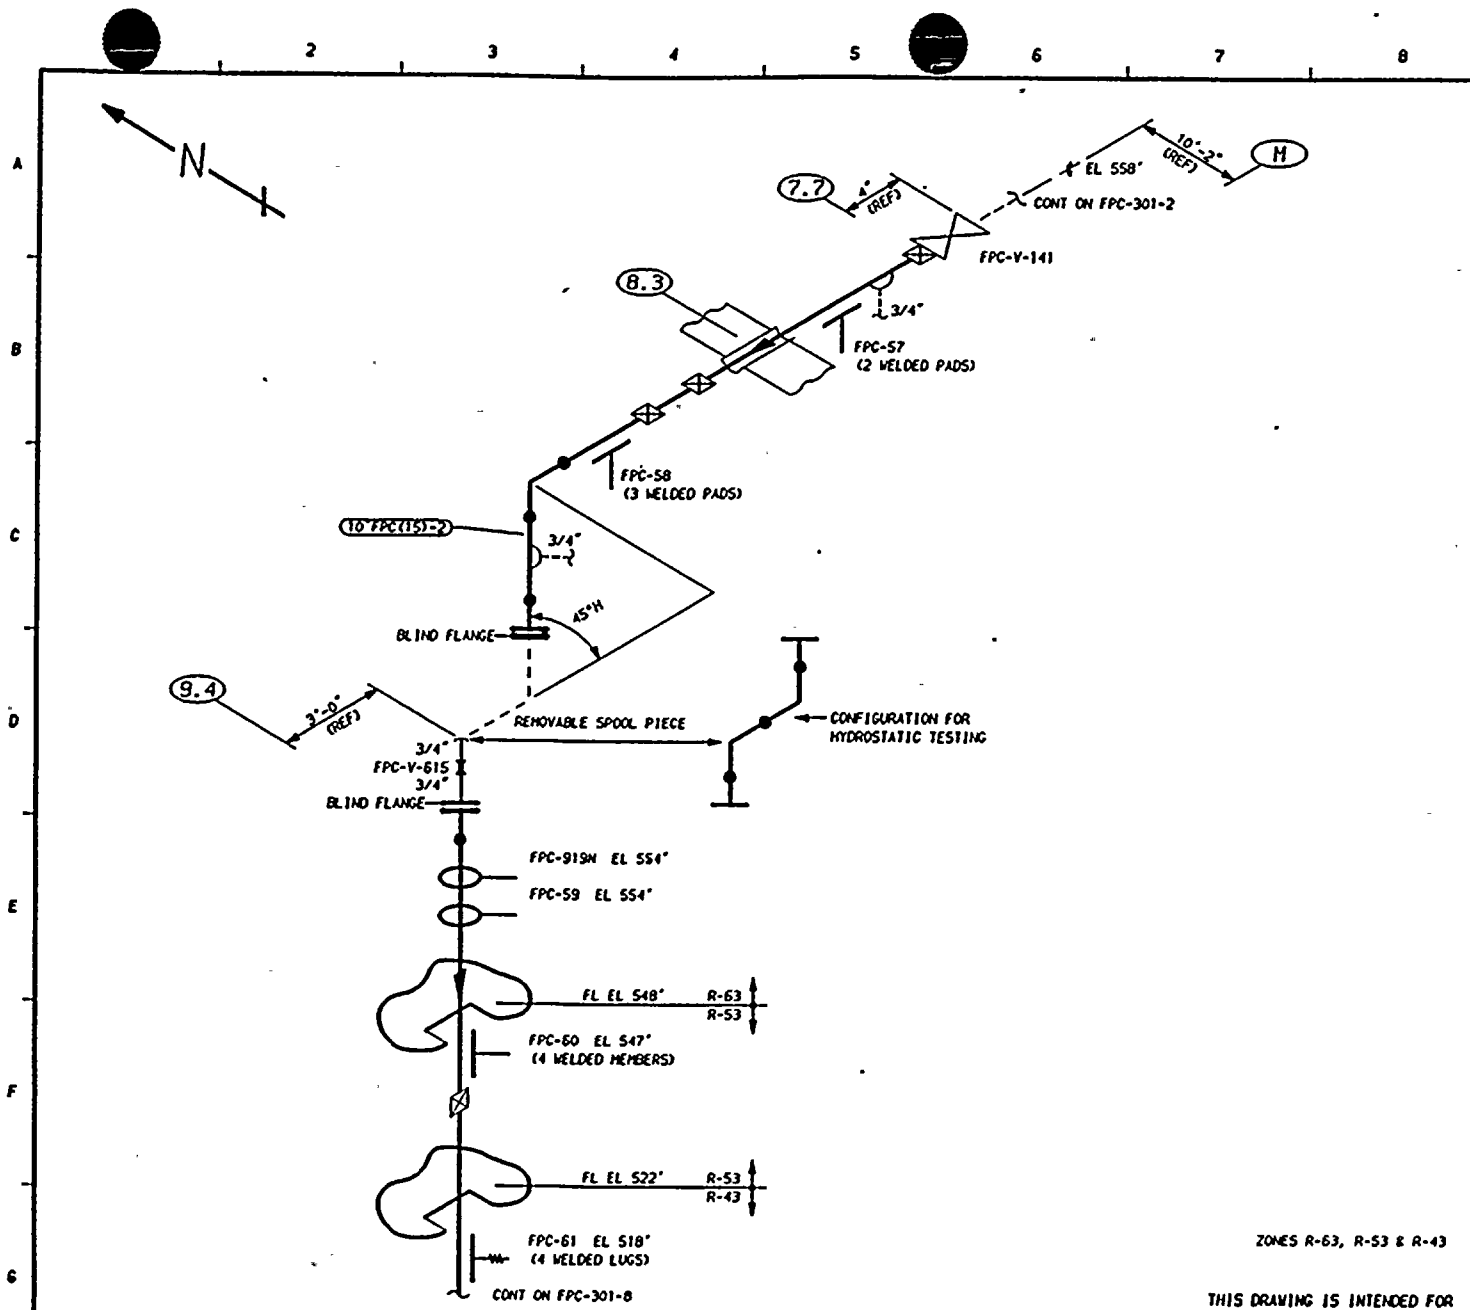 2 3 4 5 6 7 8
A
N
10'-2"
(REF)
M
EL 558'
7.7
4"
(REF)
CONT ON FPC-301-2
FPC-V-141
8.3
3/4"
B
FPC-57
(2 WELDED PADS)
FPC-58
(3 WELDED PADS)
10 FPC(15)-2
C
3/4"
45°H
BLIND FLANGE
9.4
3'-0"
(REF)
D
REMOVABLE SPOOL PIECE
CONFIGURATION FOR
HYDROSTATIC TESTING
3/4"
FPC-V-615
3/4"
BLIND FLANGE
FPC-919N EL 554'
FPC-59 EL 554'
E
FL EL 548'
R-63
R-53
FPC-60 EL 547'
(4 WELDED MEMBERS)
F
FL EL 522'
R-53
R-43
FPC-61 EL 518'
(4 WELDED LUGS)
ZONES R-63, R-53 & R-43
G
CONT ON FPC-301-8
THIS DRAWING IS INTENDED FOR